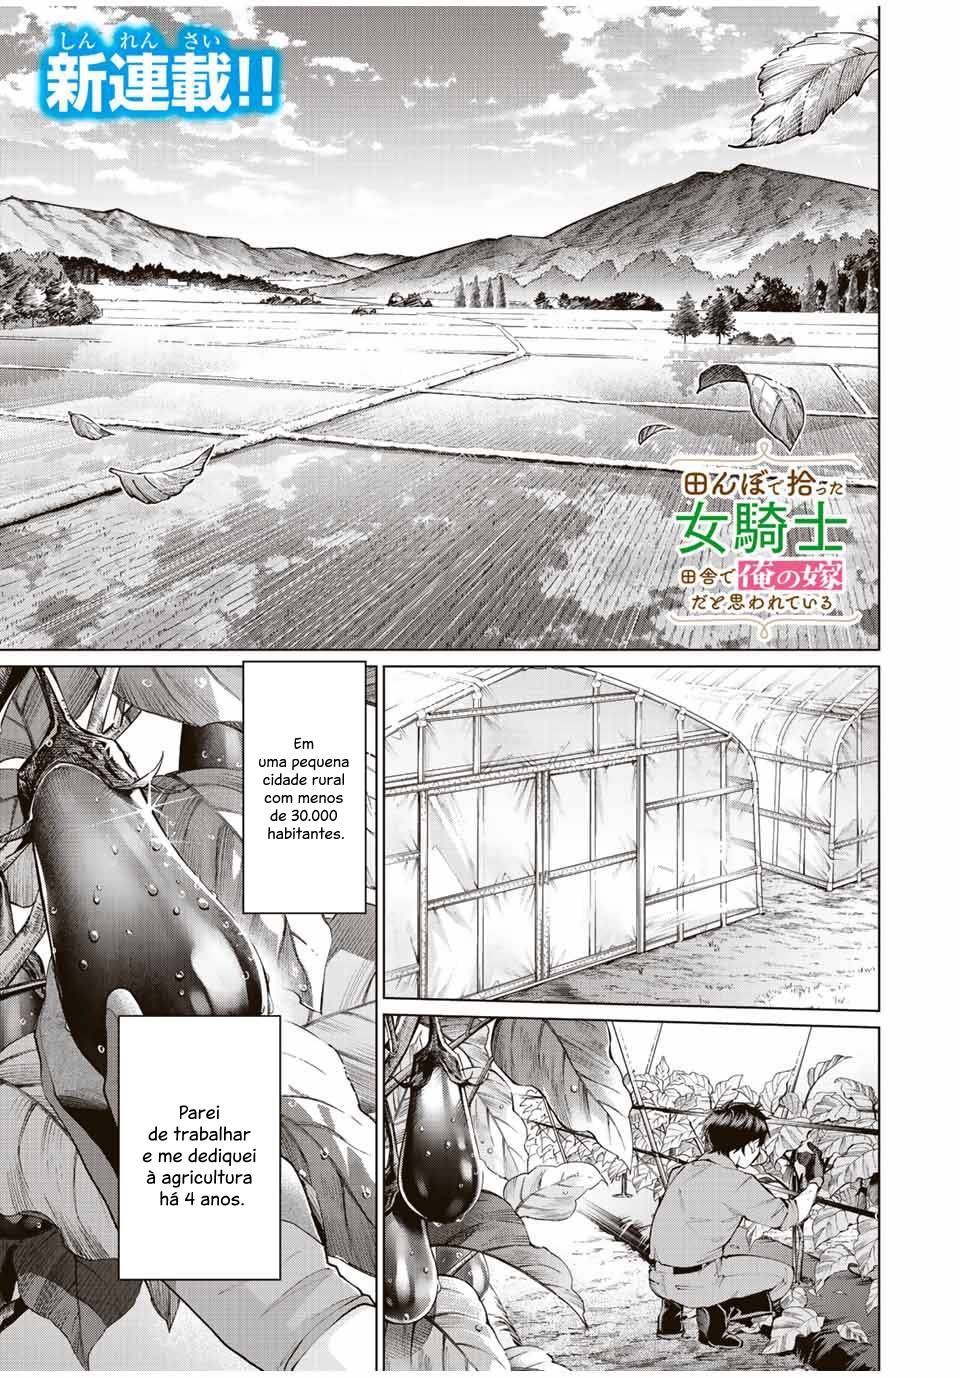 しんれんさい
新連載!!
田んぼで拾った
女騎士
田舎で俺の嫁
だと思われている
Em
uma pequena
cidade rural
com menos
de 30.000
habitantes.
Parei
de trabalhar
e me dediquei
à agricultura
há 4 anos.